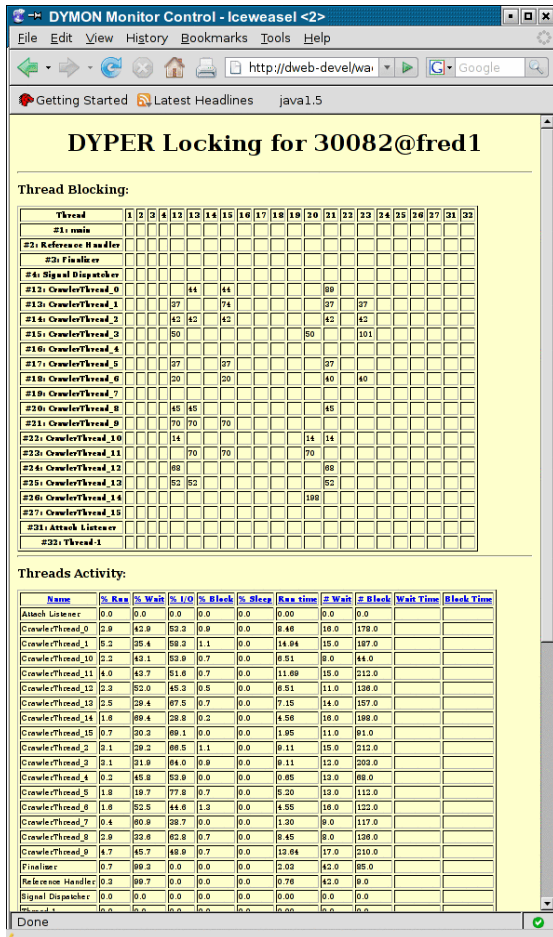 DYMON Monitor Control - Iceweasel <2>
File Edit View History Bookmarks Tools Help
http://dweb-devel/wa G Google
Getting Started Latest Headlines java1.5
DYPER Locking for 30082@fred1
Thread Blocking:
Thread 1 2 3 4 12 13 14 15 16 17 18 19 20 21 22 23 24 25 26 27 31 32
#1: main
#2: Reference Handler
#3: Finalizer
#4: Signal Dispatcher
#12: CrawlerThread_0 44 44 89
#13: CrawlerThread_1 37 74 37 37
#14: CrawlerThread_2 42 42 42 42 42
#15: CrawlerThread_3 50 50 101
#16: CrawlerThread_4
#17: CrawlerThread_5 37 37 37
#18: CrawlerThread_6 20 20 40 40
#19: CrawlerThread_7
#20: CrawlerThread_8 45 45 45
#21: CrawlerThread_9 70 70 70
#22: CrawlerThread_10 14 14 14
#23: CrawlerThread_11 70 70 70
#24: CrawlerThread_12 68 68
#25: CrawlerThread_13 52 52 52
#26: CrawlerThread_14 198
#27: CrawlerThread_15
#31: Attach Listener
#32: Thread-1
Threads Activity:
Name % Run % Wait % I/O % Block % Sleep Run time # Wait # Block Wait Time Block Time
Attach Listener 0.0 0.0 0.0 0.0 0.0 0.00 0.0 0.0
CrawlerThread_0 2.9 42.9 53.3 0.9 0.0 8.46 16.0 178.0
CrawlerThread_1 5.2 35.4 58.3 1.1 0.0 14.94 15.0 187.0
CrawlerThread_10 2.2 43.1 53.9 0.7 0.0 6.51 8.0 44.0
CrawlerThread_11 4.0 43.7 51.6 0.7 0.0 11.69 15.0 212.0
CrawlerThread_12 2.3 52.0 45.3 0.5 0.0 6.51 11.0 136.0
CrawlerThread_13 2.5 29.4 67.5 0.7 0.0 7.15 14.0 157.0
CrawlerThread_14 1.6 69.4 28.8 0.2 0.0 4.56 16.0 198.0
CrawlerThread_15 0.7 30.3 69.1 0.0 0.0 1.95 11.0 91.0
CrawlerThread_2 3.1 29.2 66.5 1.1 0.0 9.11 15.0 212.0
CrawlerThread_3 3.1 31.9 64.0 0.9 0.0 9.11 12.0 203.0
CrawlerThread_4 0.2 45.8 53.9 0.0 0.0 0.65 13.0 68.0
CrawlerThread_5 1.8 19.7 77.8 0.7 0.0 5.20 13.0 112.0
CrawlerThread_6 1.6 52.5 44.6 1.3 0.0 4.55 16.0 122.0
CrawlerThread_7 0.4 60.9 38.7 0.0 0.0 1.30 9.0 117.0
CrawlerThread_8 2.9 33.6 62.8 0.7 0.0 8.45 8.0 136.0
CrawlerThread_9 4.7 45.7 48.9 0.7 0.0 13.64 17.0 210.0
Finalizer 0.7 99.3 0.0 0.0 0.0 2.03 42.0 85.0
Reference Handler 0.3 99.7 0.0 0.0 0.0 0.76 42.0 9.0
Signal Dispatcher 0.0 0.0 0.0 0.0 0.0 0.00 0.0 0.0
Thread-1 0.0 0.0 0.0 0.0 0.0 0.00 0.0 0.0
Done